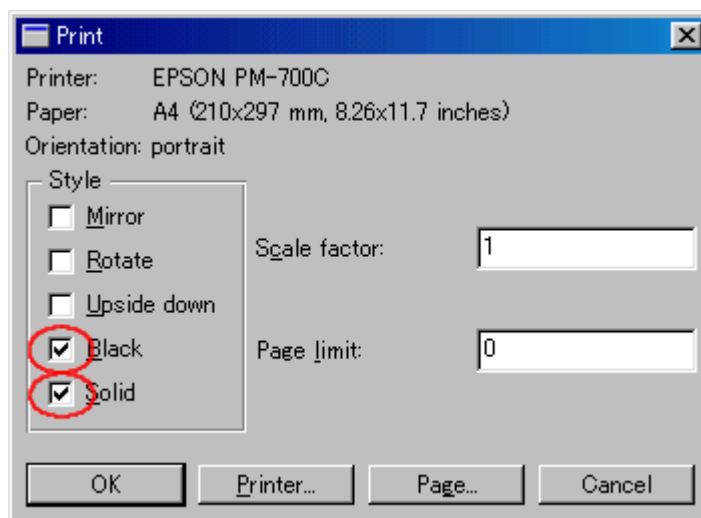 Print
Printer: EPSON PM-700C
Paper: A4 (210x297 mm, 8.26x11.7 inches)
Orientation: portrait
Style
Mirror
Rotate
Upside down
Black
Solid
Scale factor: 1
Page limit: 0
OK Printer... Page... Cancel